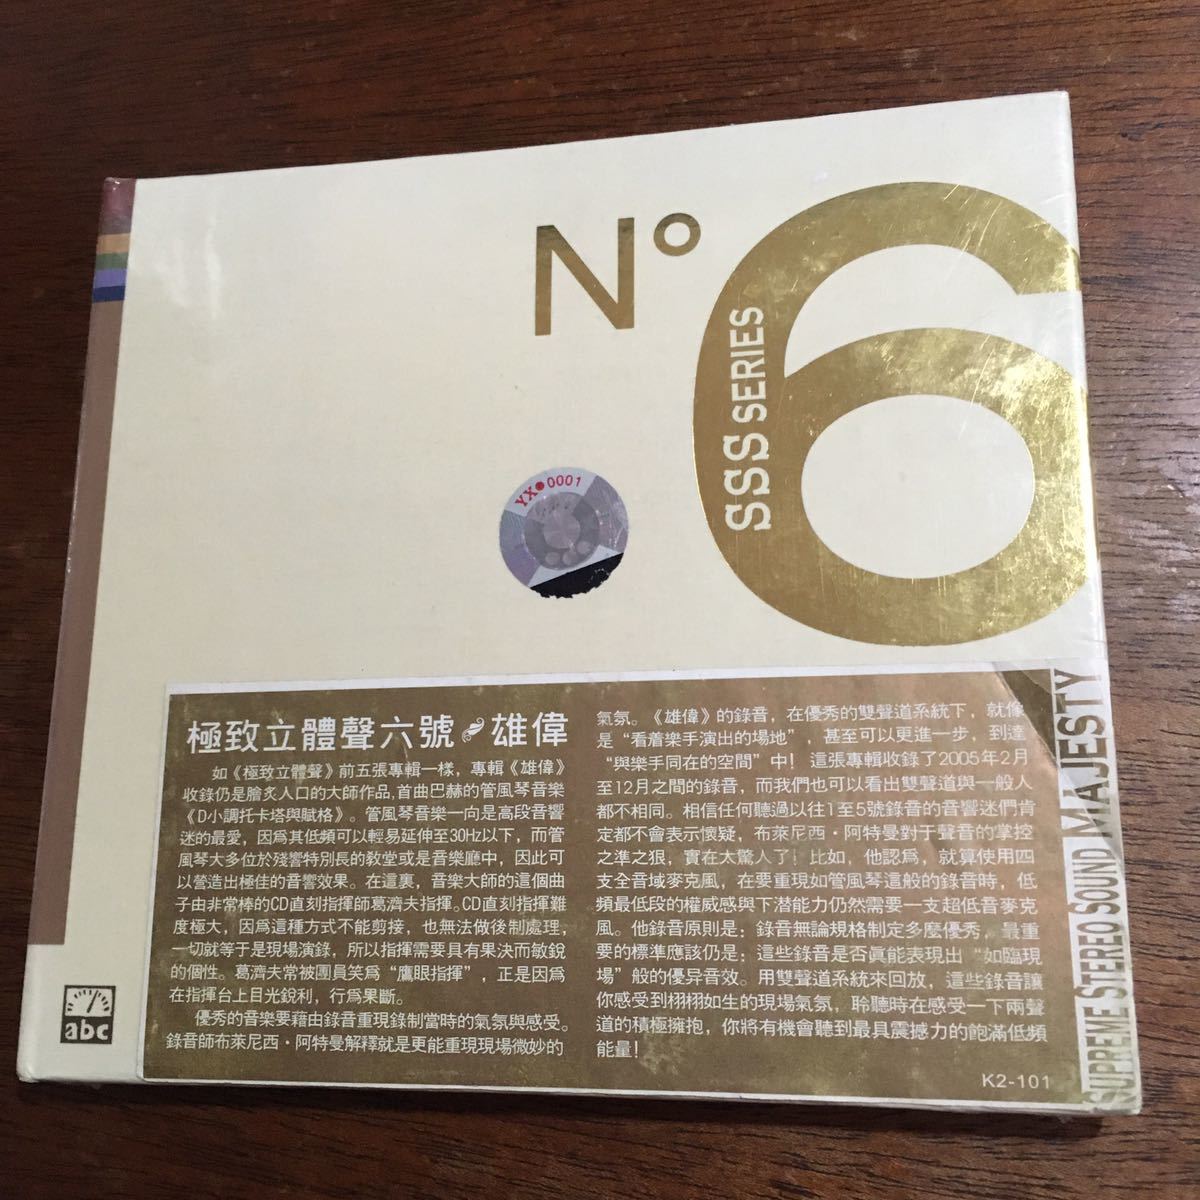 N°
6
SSS SERIES
YX 0001
極致立體聲六號 雄偉
如《極致立體聲》前五張專輯一樣，專輯《雄偉》
收錄仍是膾炙人口的大師作品，首曲巴赫的管風琴音樂
《D小調托卡塔與賦格》。管風琴音樂一向是高段音響
迷的最愛，因爲其低頻可以輕易延伸至30Hz以下，而管
風琴大多位於殘響特別長的教堂或是音樂廳中，因此可
以營造出極佳的音響效果。在這裏，音樂大師的這個曲
子由非常棒的CD直刻指揮師葛濟夫指揮。CD直刻指揮難
度極大，因爲這種方式不能剪接，也無法做後制處理，
一切就等于是現場演錄，所以指揮需要具有果決而敏銳
的個性。葛濟夫常被團員笑爲“鷹眼指揮”，正是因爲
在指揮台上目光銳利，行爲果斷。
優秀的音樂要藉由錄音重現錄制當時的氣氛與感受。
錄音師布萊尼西·阿特曼解釋就是更能重現現場微妙的
氣氛。《雄偉》的錄音，在優秀的雙聲道系統下，就像
是“看着樂手演出的場地”，甚至可以更進一步，到達
“與樂手同在的空間”中！這張專輯收錄了2005年2月
至12月之間的錄音，而我們也可以看出雙聲道與一般人
都不相同。相信任何聽過以往1至5號錄音的音響迷們肯
定都不會表示懷疑，布萊尼西·阿特曼對于聲音的掌控
之準之狠，實在太驚人了！比如，他認爲，就算使用四
支全音域麥克風，在要重現如管風琴這般的錄音時，低
頻最低段的權威感與下潛能力仍然需要一支超低音麥克
風。他錄音原則是：錄音無論規格制定多麼優秀，最重
要的標準應該仍是：這些錄音是否眞能表現出“如臨現
場”般的優异音效。用雙聲道系統來回放，這些錄音讓
你感受到栩栩如生的現場氣氛，聆聽時在感受一下兩聲
道的積極擁抱，你將有機會聽到最具震撼力的飽滿低頻
能量！
K2-101
SUPREME STEREO SOUND MAJESTY
abc